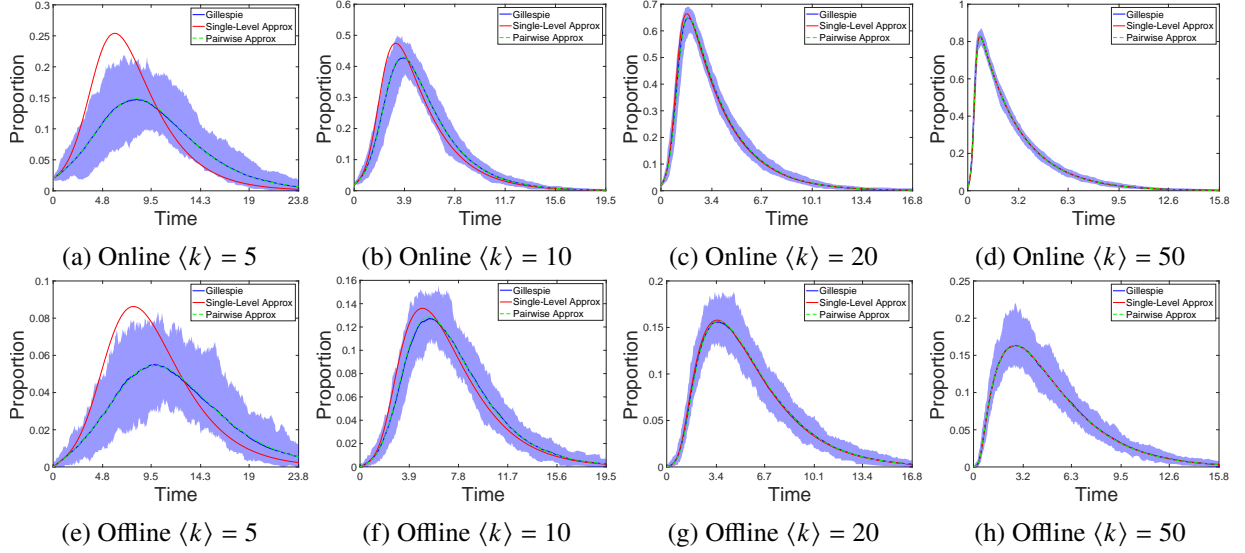 0.3
0.25
0.2
0.15
0.1
0.05
0
Proportion
Gillespie
Single-Level Approx
Pairwise Approx
0 4.8 9.5 14.3 19 23.8
Time
(a) Online ⟨k⟩ = 5
0.6
0.5
0.4
0.3
0.2
0.1
0
Proportion
Gillespie
Single-Level Approx
Pairwise Approx
0.0 3.9 7.8 11.7 15.6 19.5
Time
(b) Online ⟨k⟩ = 10
0.7
0.6
0.5
0.4
0.3
0.2
0.1
0
Proportion
Gillespie
Single-Level Approx
Pairwise Approx
0 3.4 6.7 10.1 13.4 16.8
Time
(c) Online ⟨k⟩ = 20
1
0.8
0.6
0.4
0.2
0
Proportion
Gillespie
Single-Level Approx
Pairwise Approx
0 3.2 6.3 9.5 12.6 15.8
Time
(d) Online ⟨k⟩ = 50
0.1
0.08
0.06
0.04
0.02
0
Proportion
Gillespie
Single-Level Approx
Pairwise Approx
0 4.8 9.5 14.3 19 23.8
Time
(e) Offline ⟨k⟩ = 5
0.16
0.14
0.12
0.1
0.08
0.06
0.04
0.02
0
Proportion
Gillespie
Single-Level Approx
Pairwise Approx
0 3.9 7.8 11.7 15.6 19.5
Time
(f) Offline ⟨k⟩ = 10
0.2
0.15
0.1
0.05
0
Proportion
Gillespie
Single-Level Approx
Pairwise Approx
0 3.4 6.7 10.1 13.4 16.8
Time
(g) Offline ⟨k⟩ = 20
0.25
0.2
0.15
0.1
0.05
0
Proportion
Gillespie
Single-Level Approx
Pairwise Approx
0 3.2 6.3 9.5 12.6 15.8
Time
(h) Offline ⟨k⟩ = 50